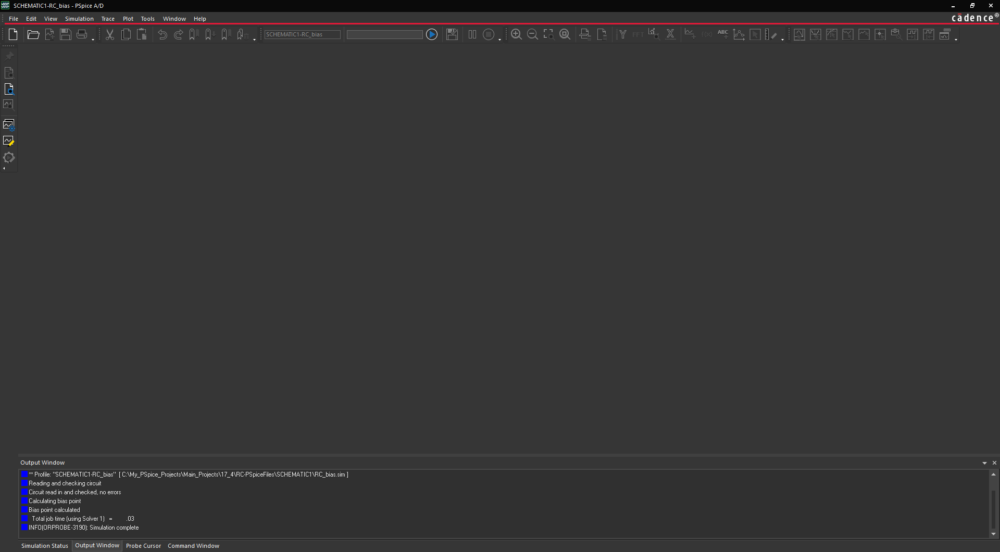 SCHEMATIC1-RC_bias - PSpice A/D
File Edit View Simulation Trace Plot Tools Window Help
cādence®
SCHEMATIC1-RC_bias
Y FFT X f(x) ABC
Output Window
** Profile: "SCHEMATIC1-RC_bias" [ C:\My_PSpice_Projects\Main_Projects\17_4\RC-PSpiceFiles\SCHEMATIC1\RC_bias.sim ]
Reading and checking circuit
Circuit read in and checked, no errors
Calculating bias point
Bias point calculated
Total job time (using Solver 1) = .03
INFO(ORPROBE-3190): Simulation complete
Simulation Status Output Window Probe Cursor Command Window